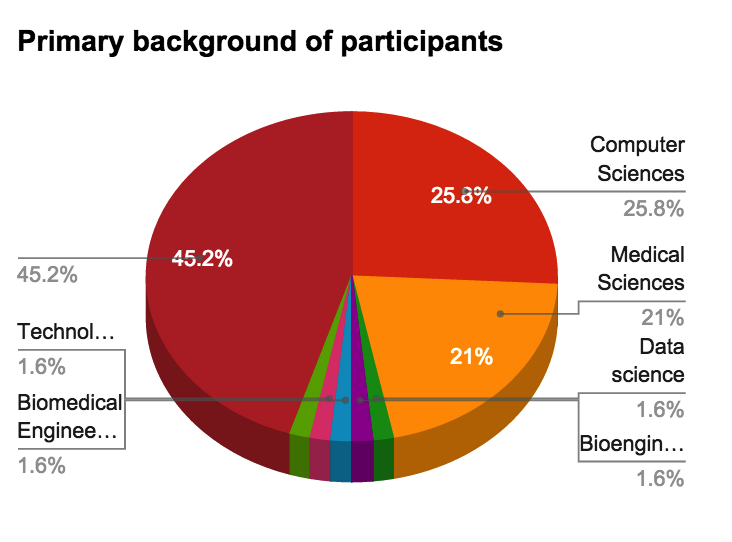 Primary background of participants
Computer
Sciences
25.8%
25.8%
Medical
Sciences
21%
21%
Data
science
1.6%
Bioengin…
1.6%
45.2%
45.2%
Technol…
1.6%
Biomedical
Enginee…
1.6%